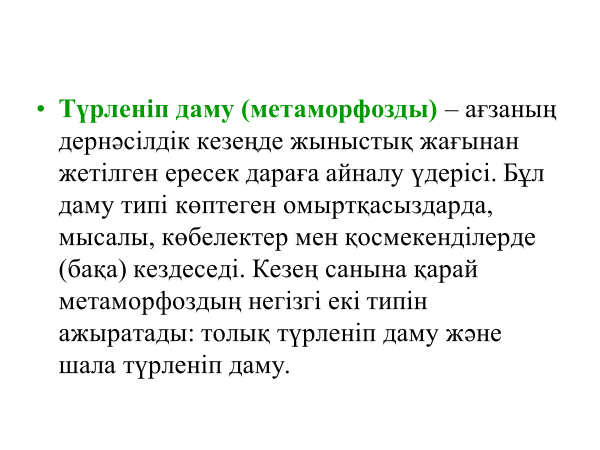 • Түрленіп даму (метаморфозды) – ағзаның
дернәсілдік кезеңде жыныстық жағынан
жетілген ересек дараға айналу үдерісі. Бұл
даму типі көптеген омыртқасыздарда,
мысалы, көбелектер мен қосмекенділерде
(бақа) кездеседі. Кезең санына қарай
метаморфоздың негізгі екі типін
ажыратады: толық түрленіп даму және
шала түрленіп даму.